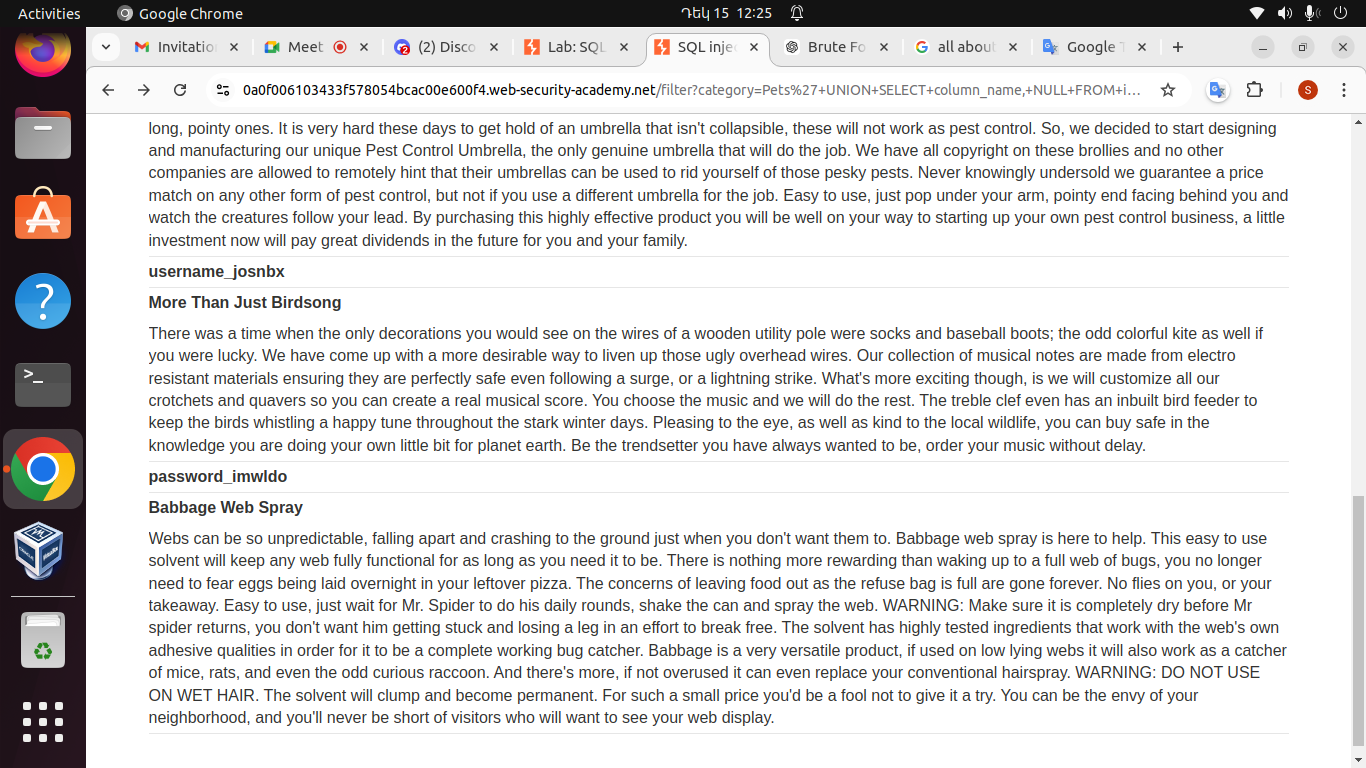 Activities
Google Chrome
Դեկ 15 12:25
Invitatio
Meet
(2) Disco
Lab: SQL
SQL injec
Brute Fo
all about
Google T
0a0f006103433f578054bcac00e600f4.web-security-academy.net/filter?category=Pets%27+UNION+SELECT+column_name,+NULL+FROM+i…
S
long, pointy ones. It is very hard these days to get hold of an umbrella that isn't collapsible, these will not work as pest control. So, we decided to start designing
and manufacturing our unique Pest Control Umbrella, the only genuine umbrella that will do the job. We have all copyright on these brollies and no other
companies are allowed to remotely hint that their umbrellas can be used to rid yourself of those pesky pests. Never knowingly undersold we guarantee a price
match on any other form of pest control, but not if you use a different umbrella for the job. Easy to use, just pop under your arm, pointy end facing behind you and
watch the creatures follow your lead. By purchasing this highly effective product you will be well on your way to starting up your own pest control business, a little
investment now will pay great dividends in the future for you and your family.
username_josnbx
More Than Just Birdsong
There was a time when the only decorations you would see on the wires of a wooden utility pole were socks and baseball boots; the odd colorful kite as well if
you were lucky. We have come up with a more desirable way to liven up those ugly overhead wires. Our collection of musical notes are made from electro
resistant materials ensuring they are perfectly safe even following a surge, or a lightning strike. What's more exciting though, is we will customize all our
crotchets and quavers so you can create a real musical score. You choose the music and we will do the rest. The treble clef even has an inbuilt bird feeder to
keep the birds whistling a happy tune throughout the stark winter days. Pleasing to the eye, as well as kind to the local wildlife, you can buy safe in the
knowledge you are doing your own little bit for planet earth. Be the trendsetter you have always wanted to be, order your music without delay.
password_imwldo
Babbage Web Spray
Webs can be so unpredictable, falling apart and crashing to the ground just when you don't want them to. Babbage web spray is here to help. This easy to use
solvent will keep any web fully functional for as long as you need it to be. There is nothing more rewarding than waking up to a full web of bugs, you no longer
need to fear eggs being laid overnight in your leftover pizza. The concerns of leaving food out as the refuse bag is full are gone forever. No flies on you, or your
takeaway. Easy to use, just wait for Mr. Spider to do his daily rounds, shake the can and spray the web. WARNING: Make sure it is completely dry before Mr
spider returns, you don't want him getting stuck and losing a leg in an effort to break free. The solvent has highly tested ingredients that work with the web's own
adhesive qualities in order for it to be a complete working bug catcher. Babbage is a very versatile product, if used on low lying webs it will also work as a catcher
of mice, rats, and even the odd curious raccoon. And there's more, if not overused it can even replace your conventional hairspray. WARNING: DO NOT USE
ON WET HAIR. The solvent will clump and become permanent. For such a small price you'd be a fool not to give it a try. You can be the envy of your
neighborhood, and you'll never be short of visitors who will want to see your web display.